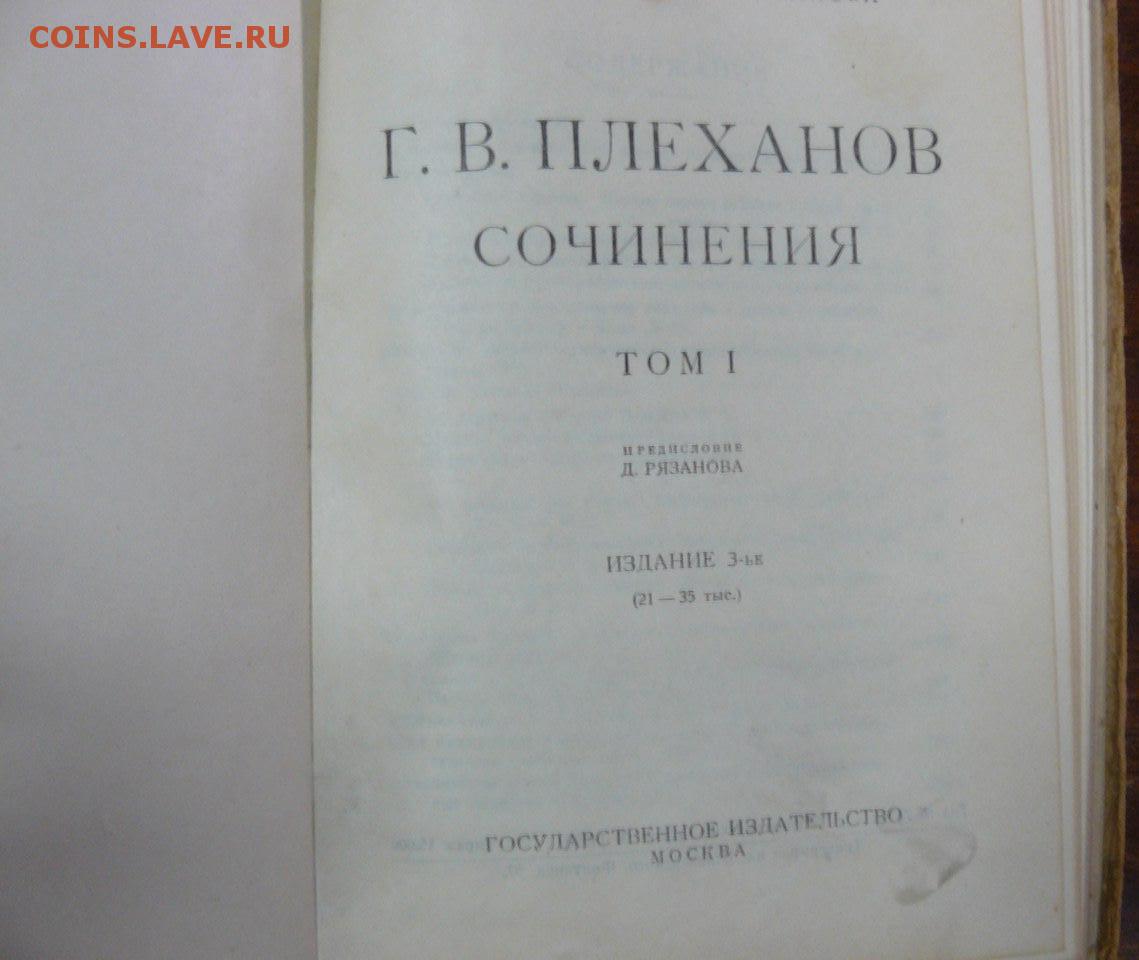 COINS.LAVE.RU
Г. В. ПЛЕХАНОВ
СОЧИНЕНИЯ
ТОМ I
ПРЕДИСЛОВИЕ
Д. РЯЗАНОВА
ИЗДАНИЕ 3-ЬЕ
(21 — 35 тыс.)
ГОСУДАРСТВЕННОЕ ИЗДАТЕЛЬСТВО
МОСКВА